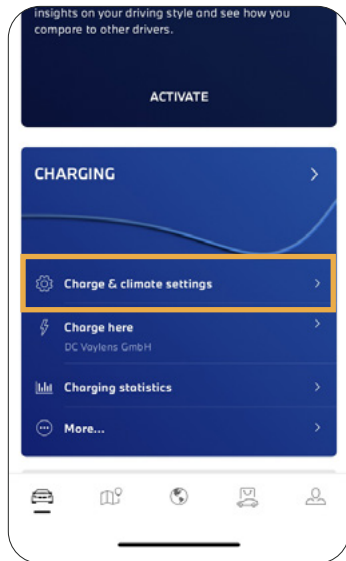 insights on your driving style and see how you
compare to other drivers.
ACTIVATE
CHARGING
Charge & climate settings
Charge here
DC Vaylens GmbH
Charging statistics
More...